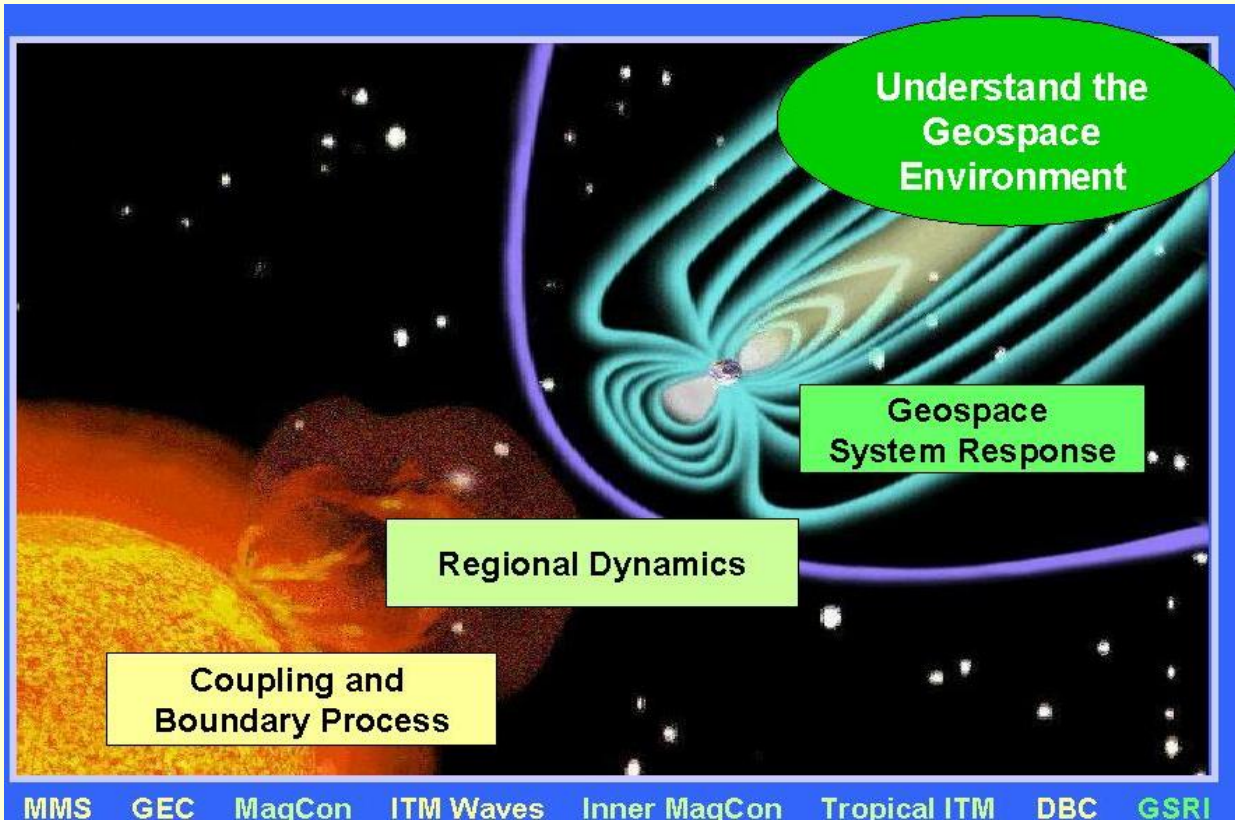 Understand the
Geospace
Environment
Geospace
System Response
Regional Dynamics
Coupling and
Boundary Process
MMS GEC MagCon ITM Waves Inner MagCon Tropical ITM DBC GSRI